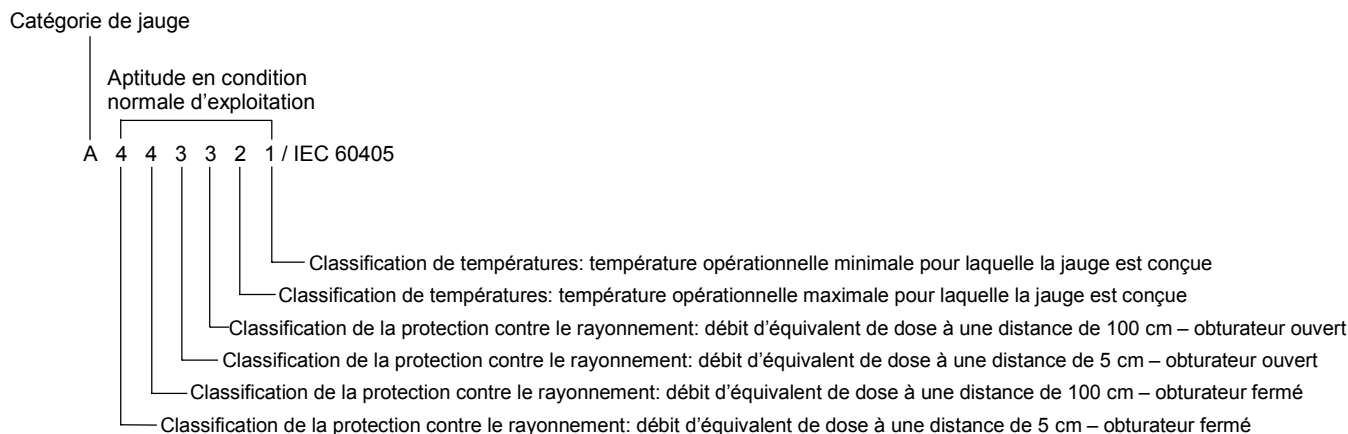 Catégorie de jauge
Aptitude en condition
normale d’exploitation
A 4 4 3 3 2 1 / IEC 60405
Classification de températures: température opérationnelle minimale pour laquelle la jauge est conçue
Classification de températures: température opérationnelle maximale pour laquelle la jauge est conçue
Classification de la protection contre le rayonnement: débit d’équivalent de dose à une distance de 100 cm – obturateur ouvert
Classification de la protection contre le rayonnement: débit d’équivalent de dose à une distance de 5 cm – obturateur ouvert
Classification de la protection contre le rayonnement: débit d’équivalent de dose à une distance de 100 cm – obturateur fermé
Classification de la protection contre le rayonnement: débit d’équivalent de dose à une distance de 5 cm – obturateur fermé